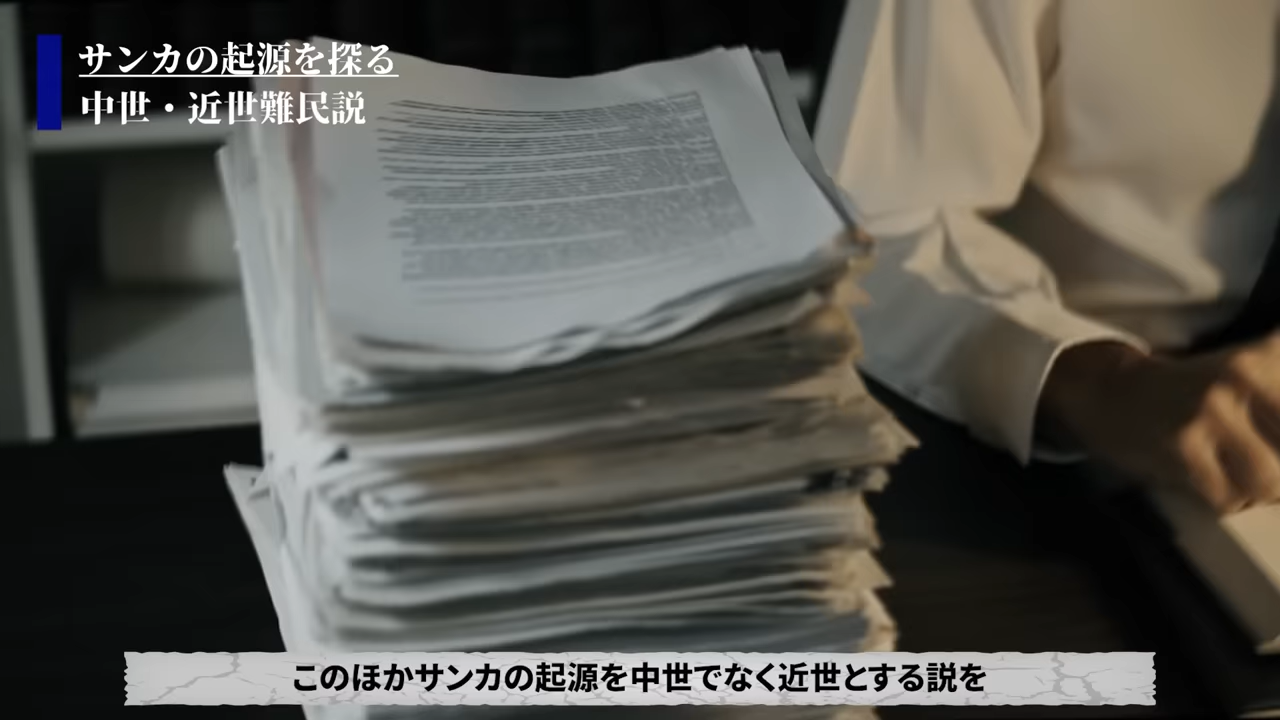 サンカの起源を探る
中世・近世難民説
このほかサンカの起源を中世でなく近世とする説を